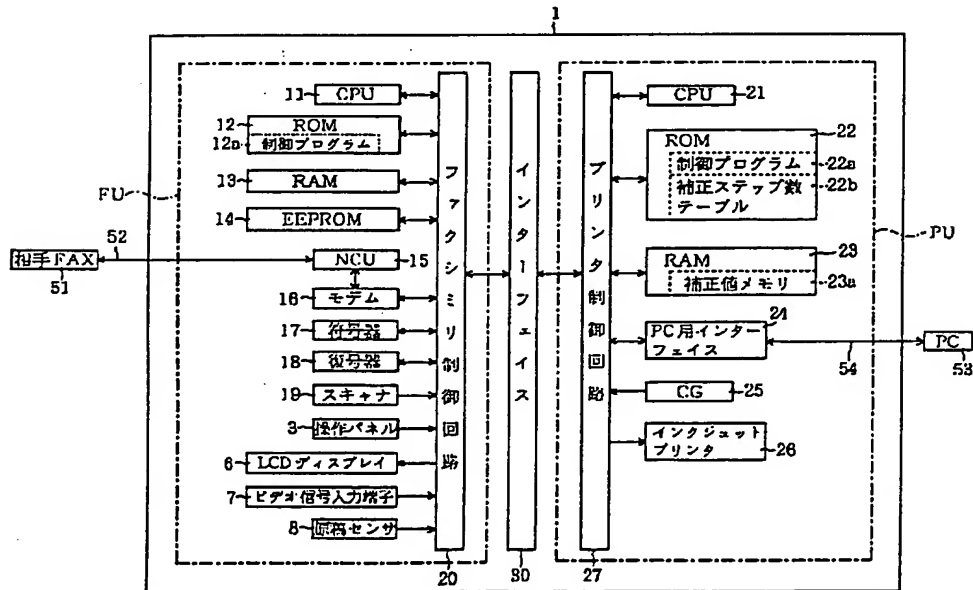 1
11 CPU
12 ROM
12a 制御プログラム
13 RAM
FU
14 EEPROM
52
相手FAX
51
NCU 15
16 モデム
17 符号器
18 復号器
19 スキャナ
3 操作パネル
6 LCDディスプレイ
7 ビデオ信号入力端子
8 原稿センサ
ファクシミリ制御回路
20
インターフェイス
30
プリンタ制御回路
27
CPU 21
ROM 22
制御プログラム 22a
補正ステップ数 22b
テーブル
PU
RAM 23
補正値メモリ 23a
24
PC用インター
フェイス
54
PC
53
CG 25
インクジェット
プリンタ 26